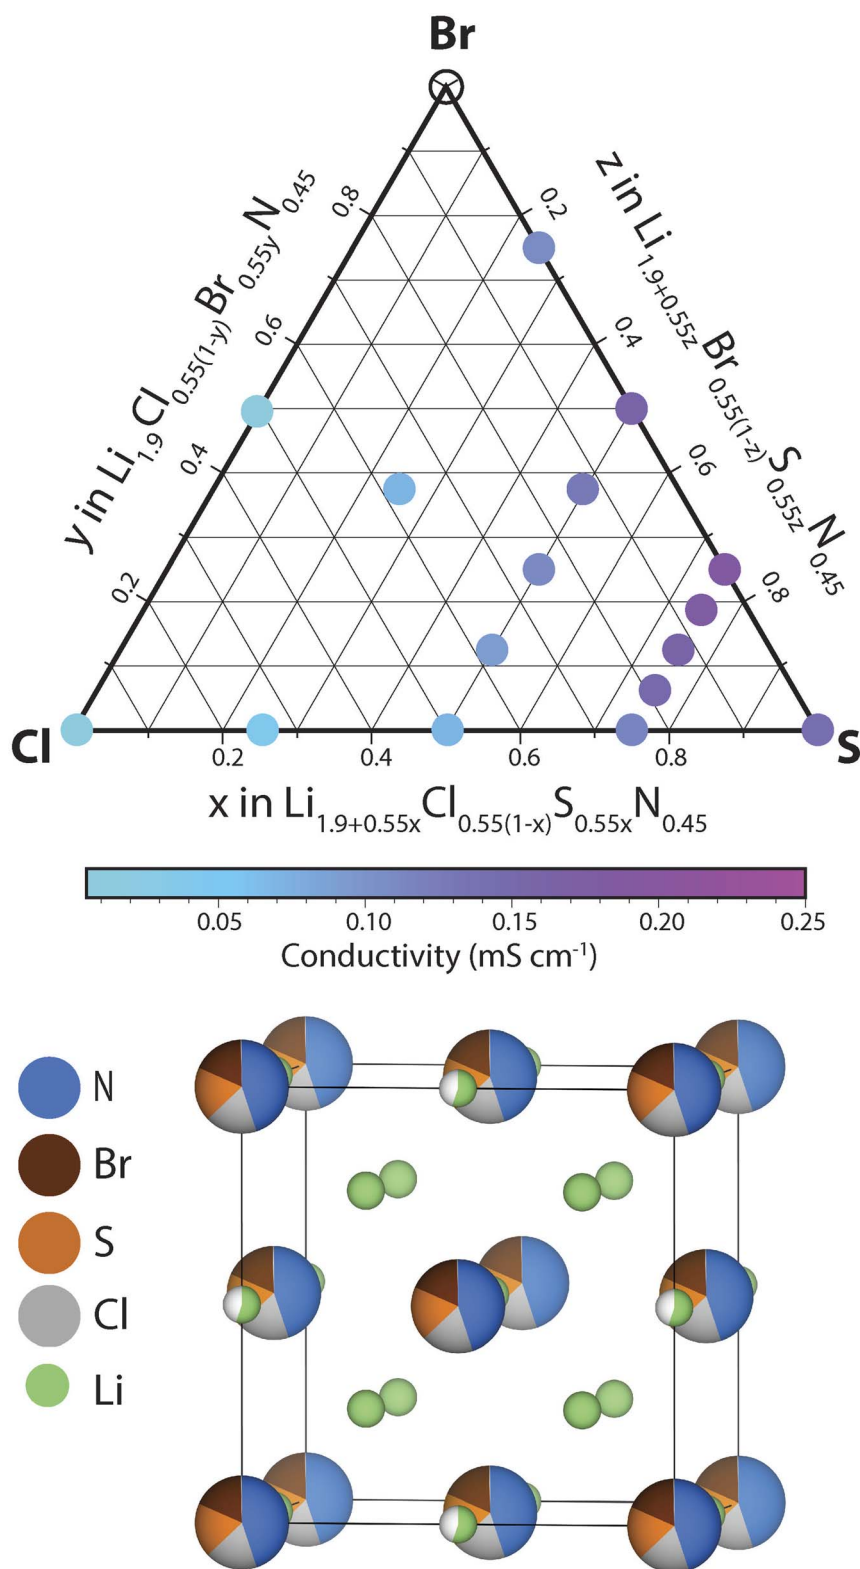 Br
y in Li₁.₉Cl₀.₅₅₍₁₋y₎Br₀.₅₅yN₀.₄₅
z in Li₁.₉₊₀.₅₅zBr₀.₅₅₍₁₋z₎S₀.₅₅zN₀.₄₅
0.8
0.2
0.6
0.4
0.4
0.6
0.2
0.8
Cl
S
0.2 0.4 0.6 0.8
x in Li₁.₉₊₀.₅₅ₓCl₀.₅₅₍₁₋ₓ₎S₀.₅₅ₓN₀.₄₅
0.05 0.10 0.15 0.20 0.25
Conductivity (mS cm⁻¹)
N
Br
S
Cl
Li